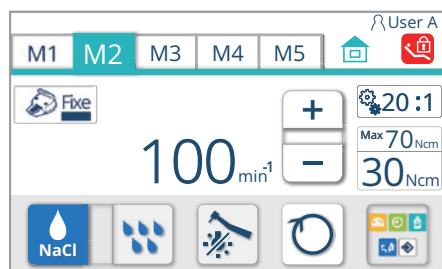 User A
M1 M2 M3 M4 M5
Fixe
20 :1
+
100 min⁻¹
Max 70 Ncm
−
30 Ncm
NaCl